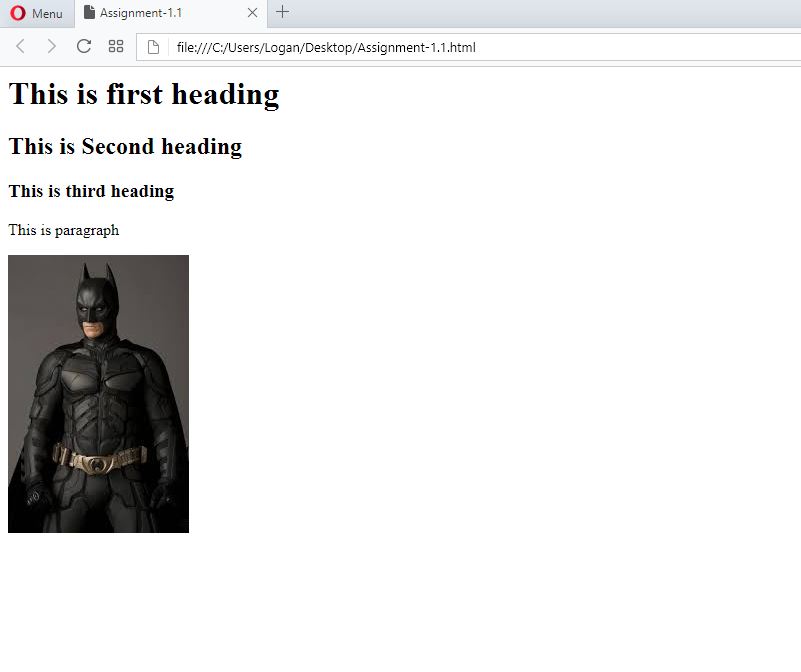 Menu
Assignment-1.1
file:///C:/Users/Logan/Desktop/Assignment-1.1.html
This is first heading
This is Second heading
This is third heading
This is paragraph